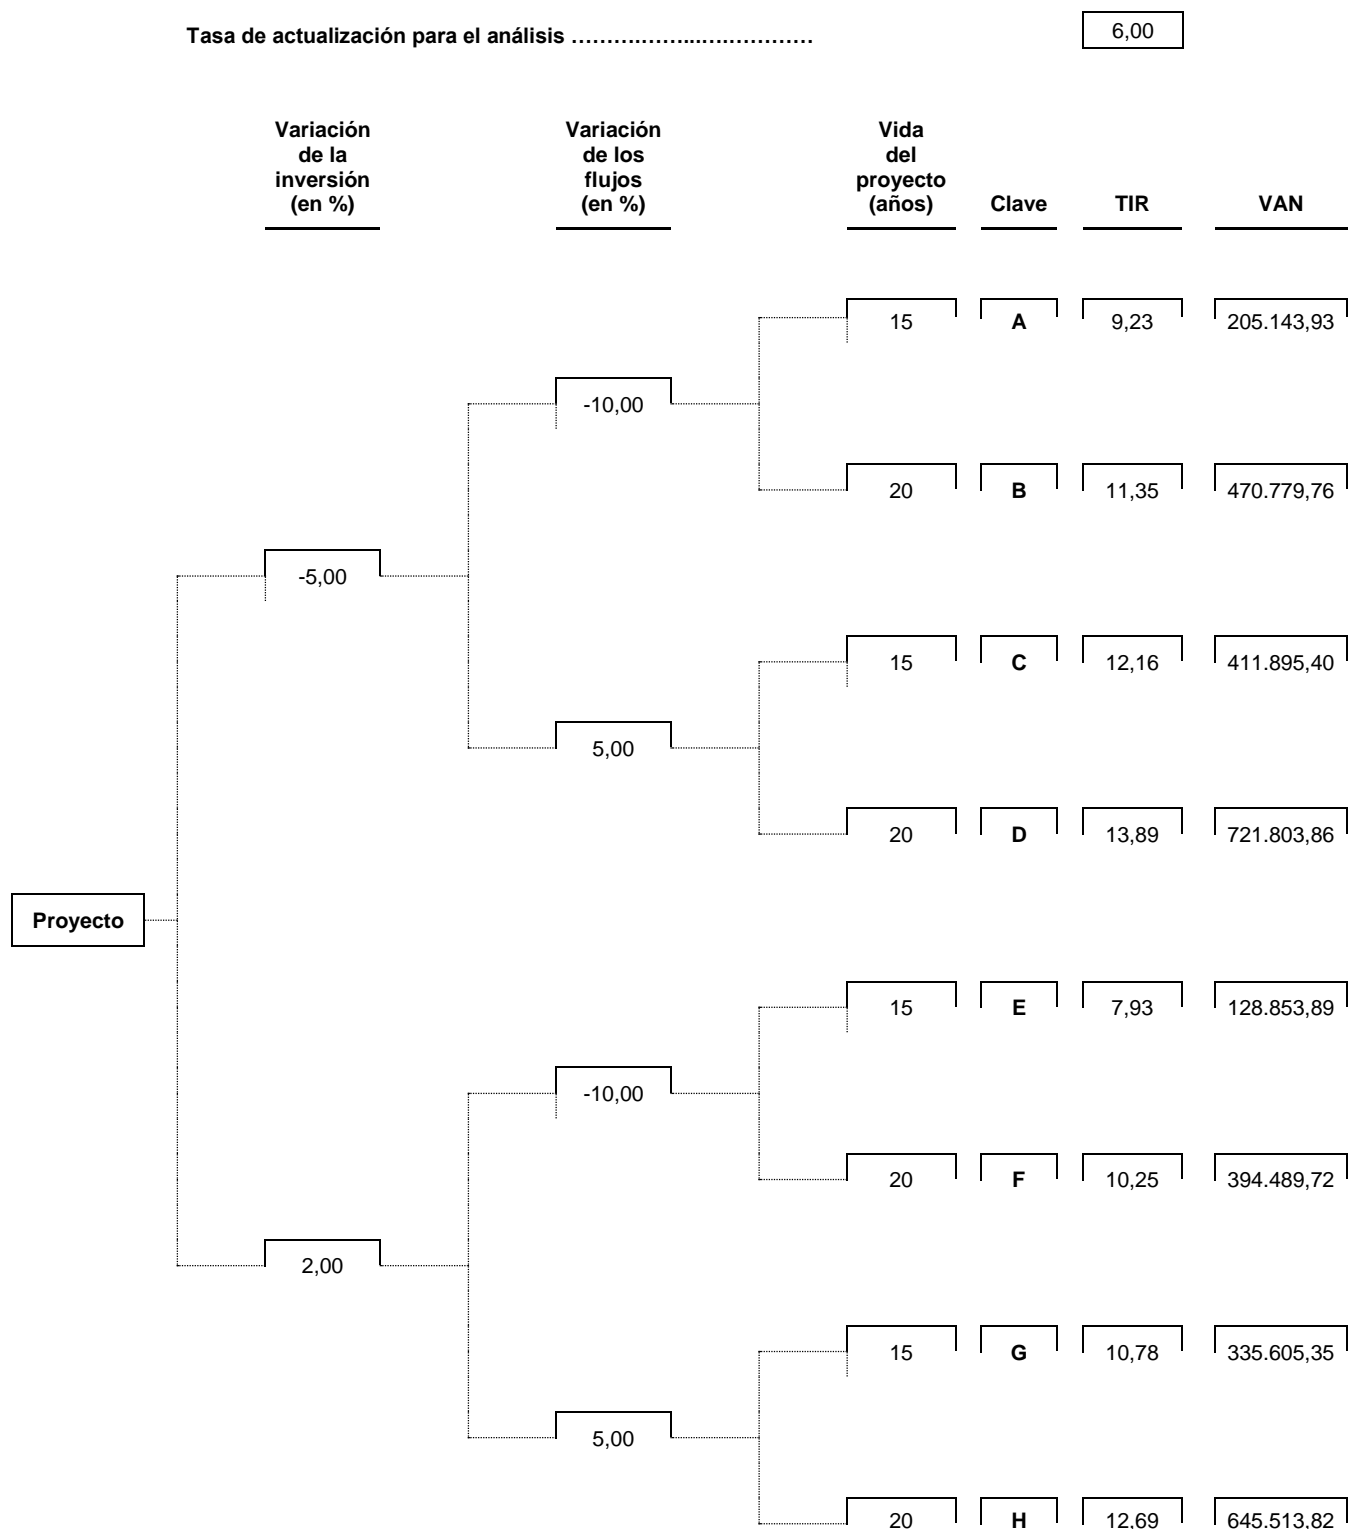 Tasa de actualización para el análisis ……….……...….………… 6,00
Variación de la inversión (en %)
Variación de los flujos (en %)
Vida del proyecto (años)
Clave
TIR
VAN
15 A 9,23 205.143,93
-10,00
20 B 11,35 470.779,76
-5,00
15 C 12,16 411.895,40
5,00
20 D 13,89 721.803,86
Proyecto
15 E 7,93 128.853,89
-10,00
20 F 10,25 394.489,72
2,00
15 G 10,78 335.605,35
5,00
20 H 12,69 645.513,82